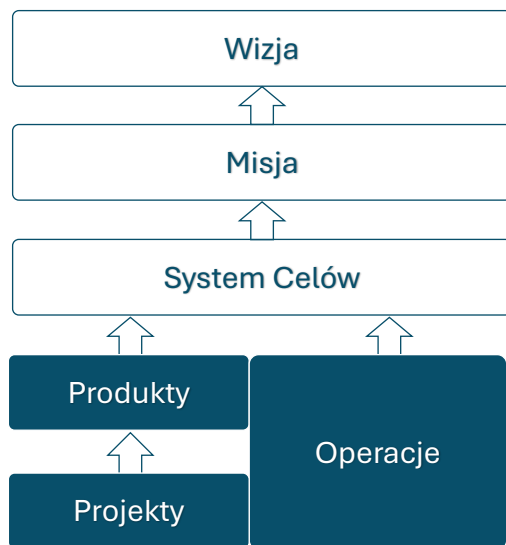 Wizja
Misja
System Celów
Produkty
Operacje
Projekty